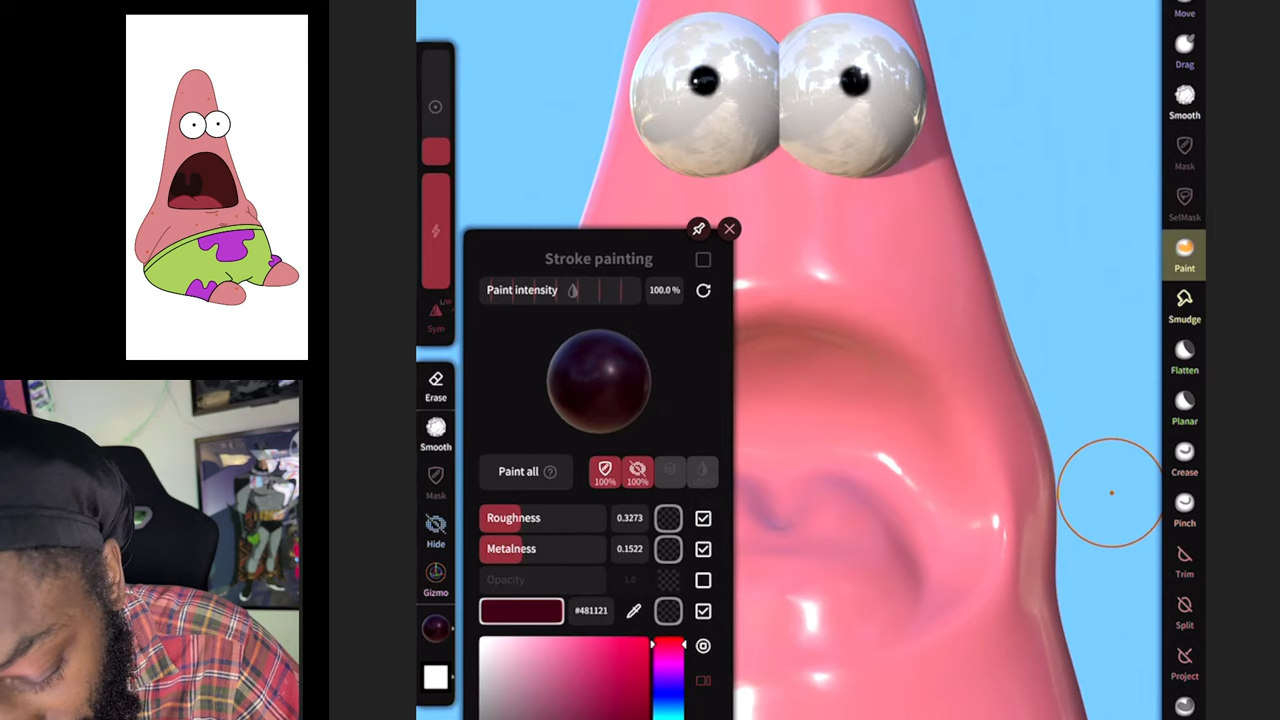 Sym
Erase
Smooth
Mask
Hide
Gizmo
Stroke painting
Paint intensity 100.0 %
Paint all ?
100% 100%
Roughness 0.3273
Metalness 0.1522
Opacity 1.0
#481121
Move
Drag
Smooth
Mask
SelMask
Paint
Smudge
Flatten
Planar
Crease
Pinch
Trim
Split
Project